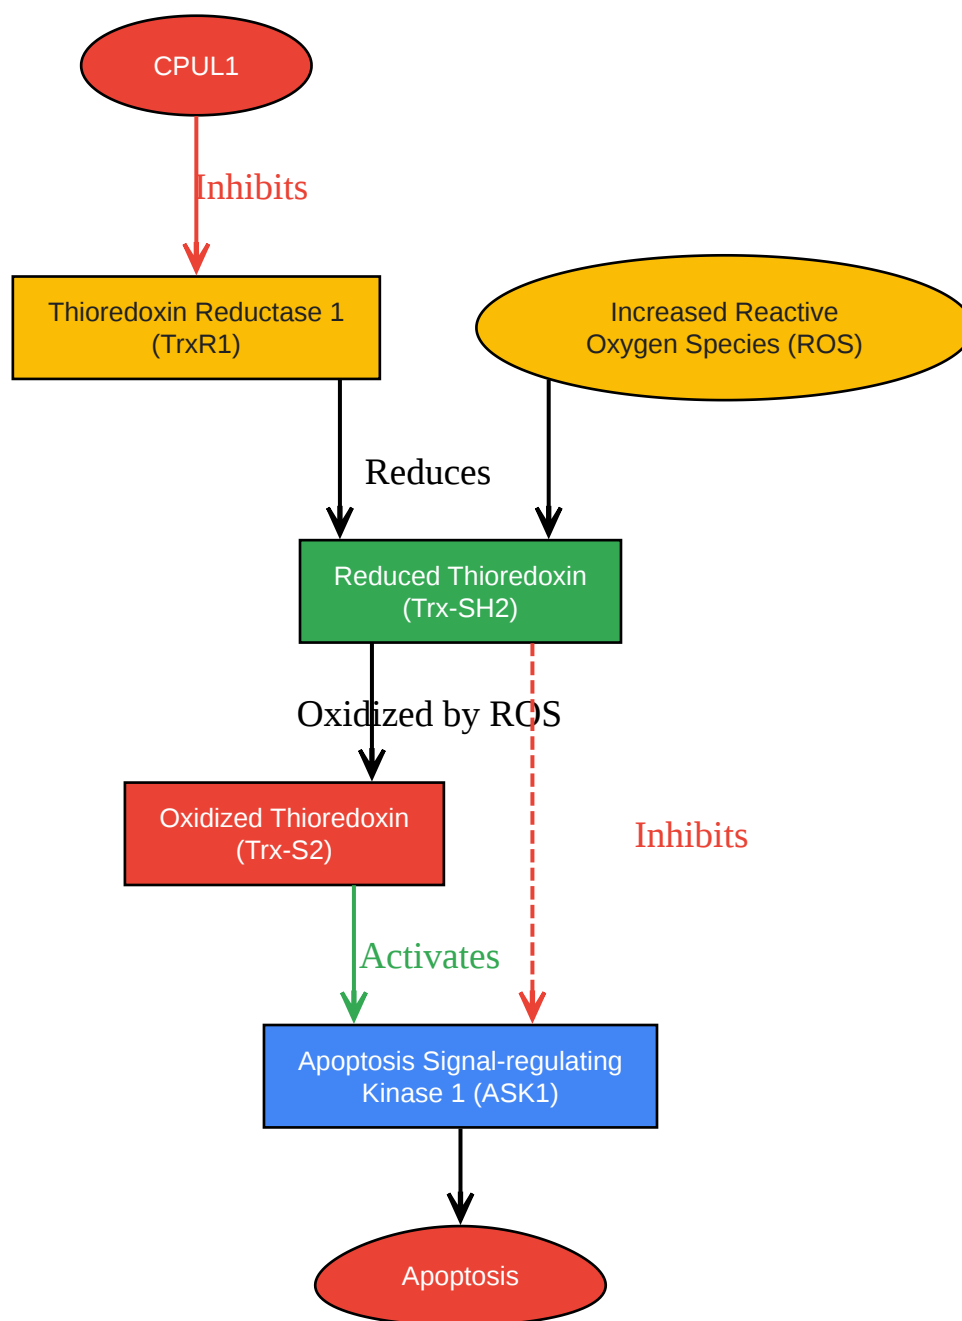 CPUL1
Inhibits
Thioredoxin Reductase 1
(TrxR1)
Increased Reactive
Oxygen Species (ROS)
Reduces
Reduced Thioredoxin
(Trx-SH2)
Oxidized by ROS
Oxidized Thioredoxin
(Trx-S2)
Inhibits
Activates
Apoptosis Signal-regulating
Kinase 1 (ASK1)
Apoptosis